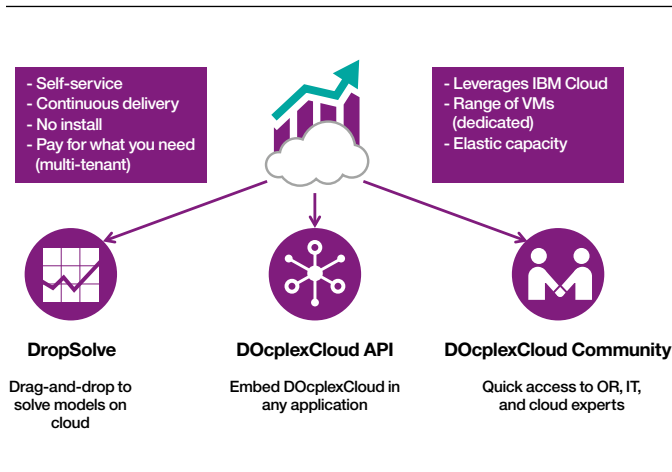 - Self-service
- Continuous delivery
- No install
- Pay for what you need
(multi-tenant)
- Leverages IBM Cloud
- Range of VMs
(dedicated)
- Elastic capacity
DropSolve
Drag-and-drop to
solve models on
cloud
DOcplexCloud API
Embed DOcplexCloud in
any application
DOcplexCloud Community
Quick access to OR, IT,
and cloud experts